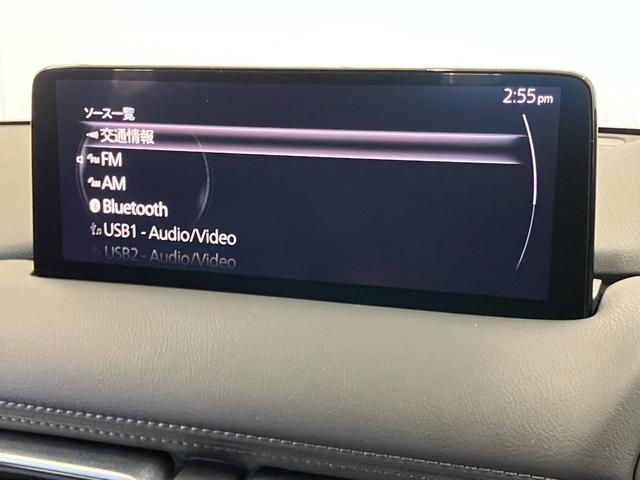 2:55pm
ソース一覧
交通情報
FM
AM
Bluetooth
USB1 - Audio/Video
USB2 - Audio/Video